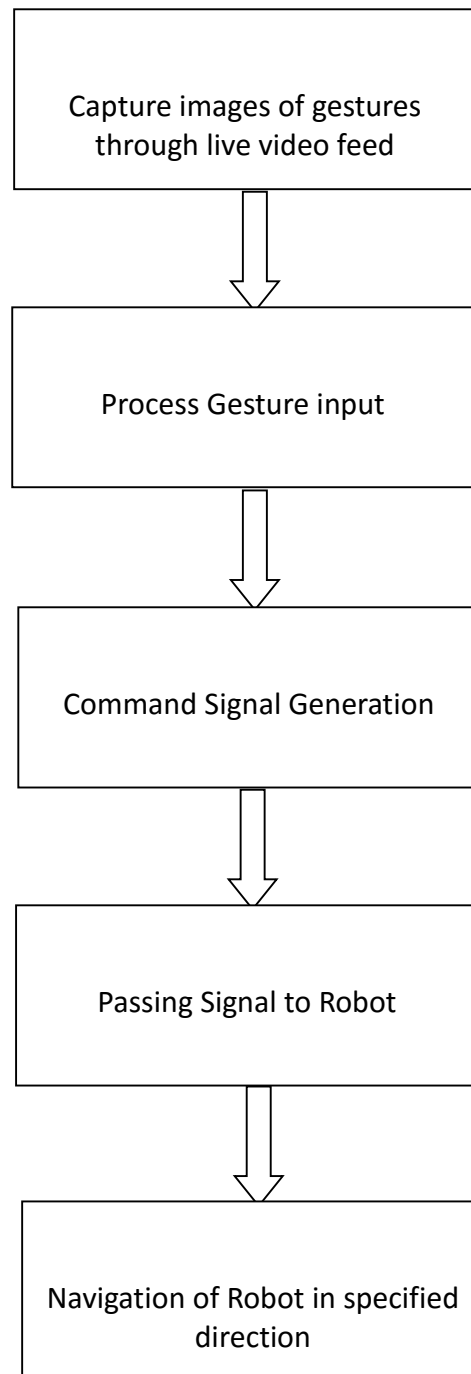 Capture images of gestures
through live video feed
Process Gesture input
Command Signal Generation
Passing Signal to Robot
Navigation of Robot in specified
direction